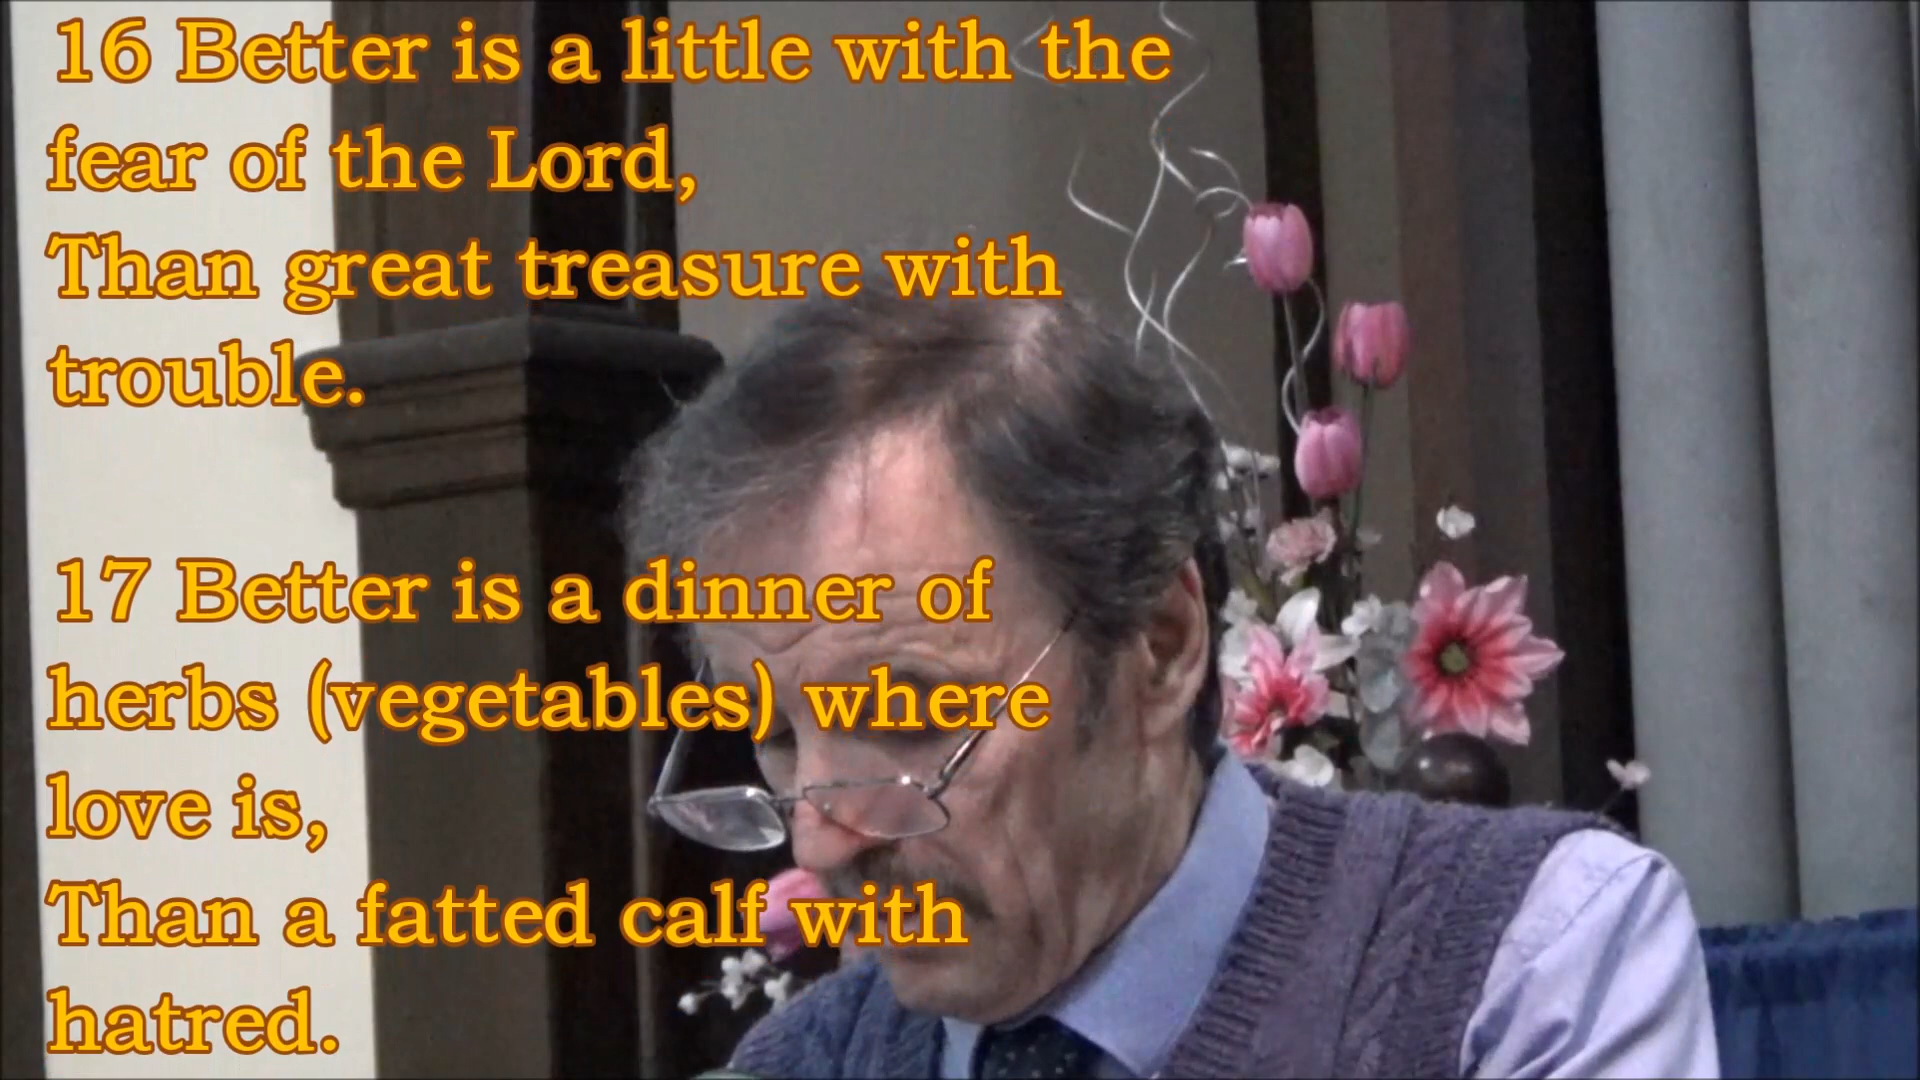 16 Better is a little with the
fear of the Lord,
Than great treasure with
trouble.
17 Better is a dinner of
herbs (vegetables) where
love is,
Than a fatted calf with
hatred.